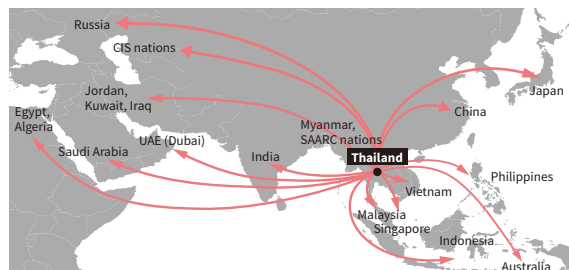 Russia
CIS nations
Japan
Jordan,
Kuwait, Iraq
China
Egypt,
Algeria
Myanmar,
SAARC nations
UAE (Dubai)
Saudi Arabia
India
Thailand
Philippines
Vietnam
Malaysia
Singapore
Indonesia
Australia